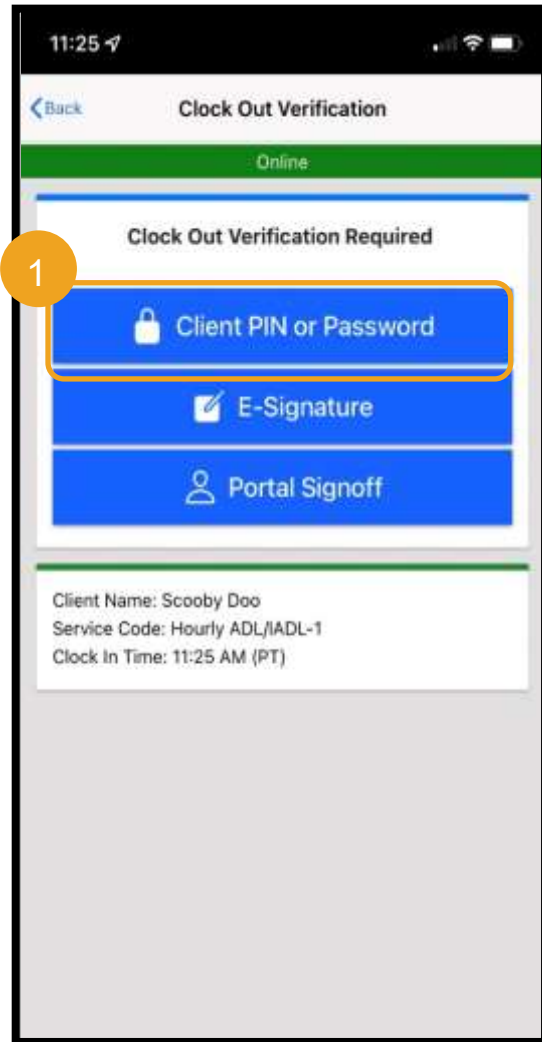 11:25
Back Clock Out Verification
Online
Clock Out Verification Required
1
Client PIN or Password
E-Signature
Portal Signoff
Client Name: Scooby Doo
Service Code: Hourly ADL/IADL-1
Clock In Time: 11:25 AM (PT)